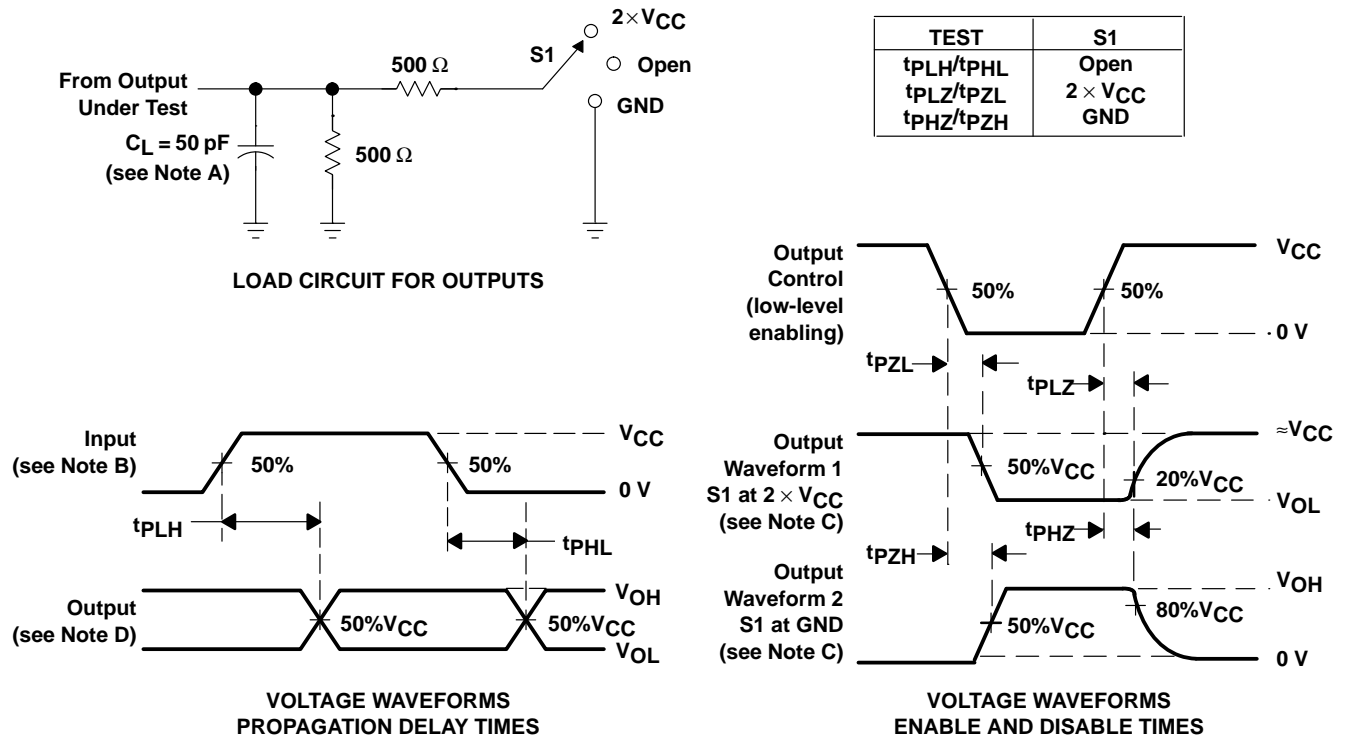 From Output
Under Test
CL = 50 pF
(see Note A)
500 Ω
500 Ω
S1
2 × VCC
Open
GND
LOAD CIRCUIT FOR OUTPUTS
TEST S1
tPLH/tPHL Open
tPLZ/tPZL 2 × VCC
tPHZ/tPZH GND
Input
(see Note B)
50%
50%
VCC
0 V
tPLH
tPHL
Output
(see Note D)
50%VCC
50%VCC
VOH
VOL
VOLTAGE WAVEFORMS
PROPAGATION DELAY TIMES
Output
Control
(low-level
enabling)
50%
50%
VCC
0 V
tPZL
tPLZ
Output
Waveform 1
S1 at 2 × VCC
(see Note C)
50%VCC
20%VCC
≈VCC
VOL
tPZH
tPHZ
Output
Waveform 2
S1 at GND
(see Note C)
50%VCC
80%VCC
VOH
0 V
VOLTAGE WAVEFORMS
ENABLE AND DISABLE TIMES